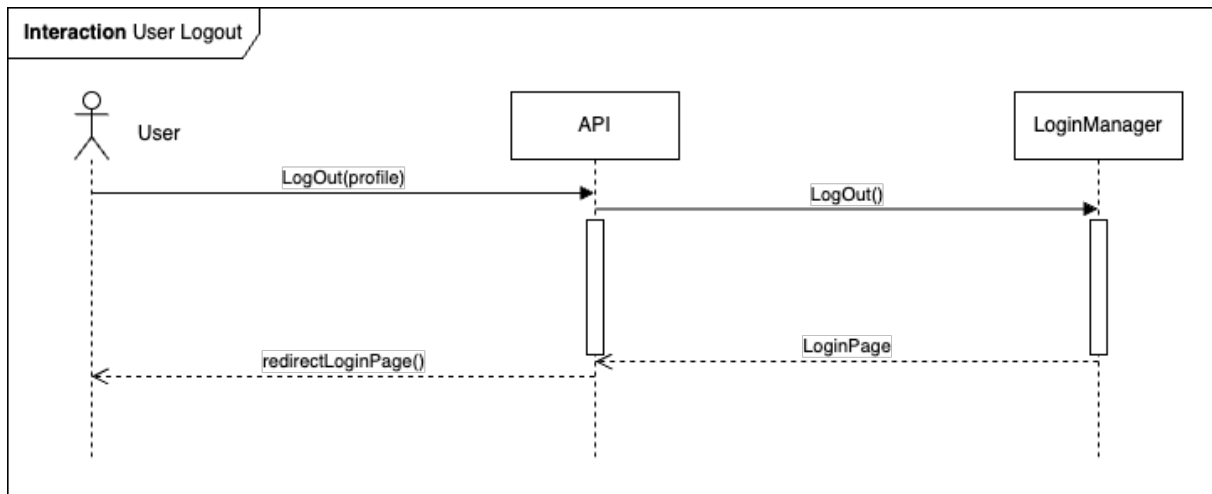 Interaction User Logout
User
API
LoginManager
LogOut(profile)
LogOut()
LoginPage
redirectLoginPage()